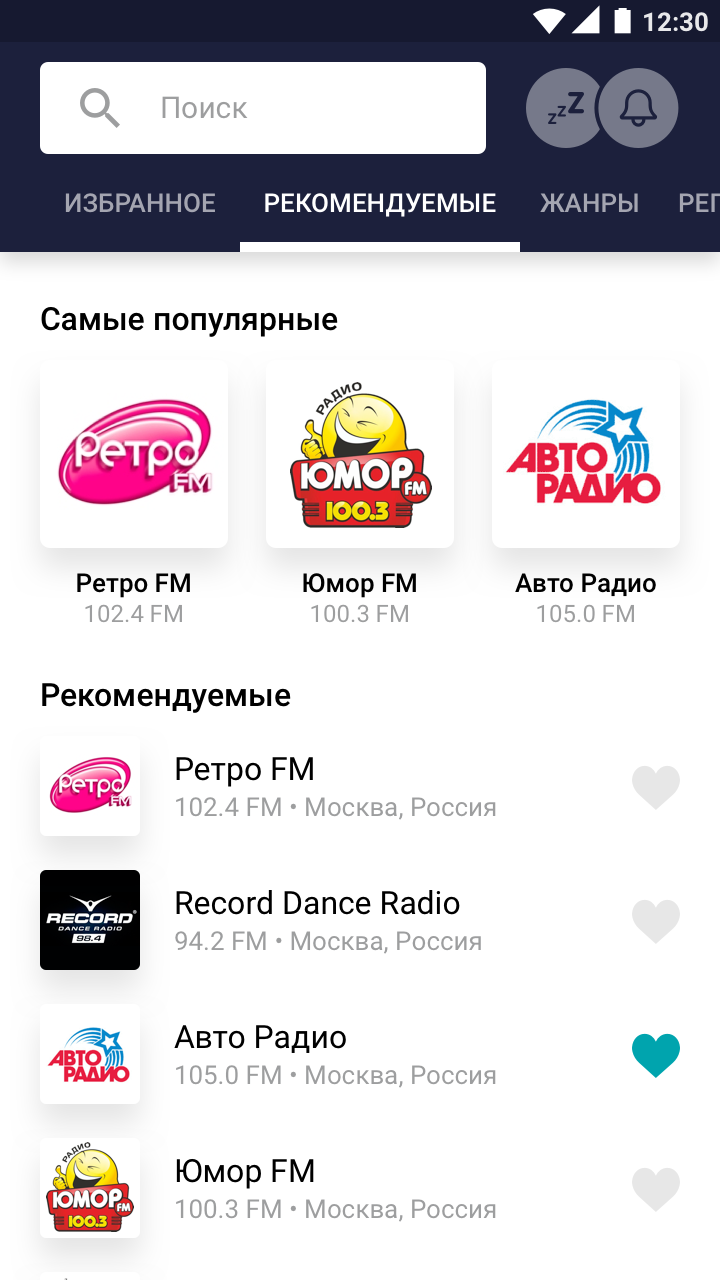 12:30
Поиск
zzZ
ИЗБРАННОЕ РЕКОМЕНДУЕМЫЕ ЖАНРЫ РЕГ
Самые популярные
Ретро FM
РАДИО
ЮМОР FM
100.3
АВТО
РАДИО
Ретро FM
102.4 FM
Юмор FM
100.3 FM
Авто Радио
105.0 FM
Рекомендуемые
Ретро FM
Ретро FM
102.4 FM • Москва, Россия
RECORD
DANCE RADIO
98.4
Record Dance Radio
94.2 FM • Москва, Россия
АВТО
РАДИО
Авто Радио
105.0 FM • Москва, Россия
РАДИО
ЮМОР FM
100.3
Юмор FM
100.3 FM • Москва, Россия